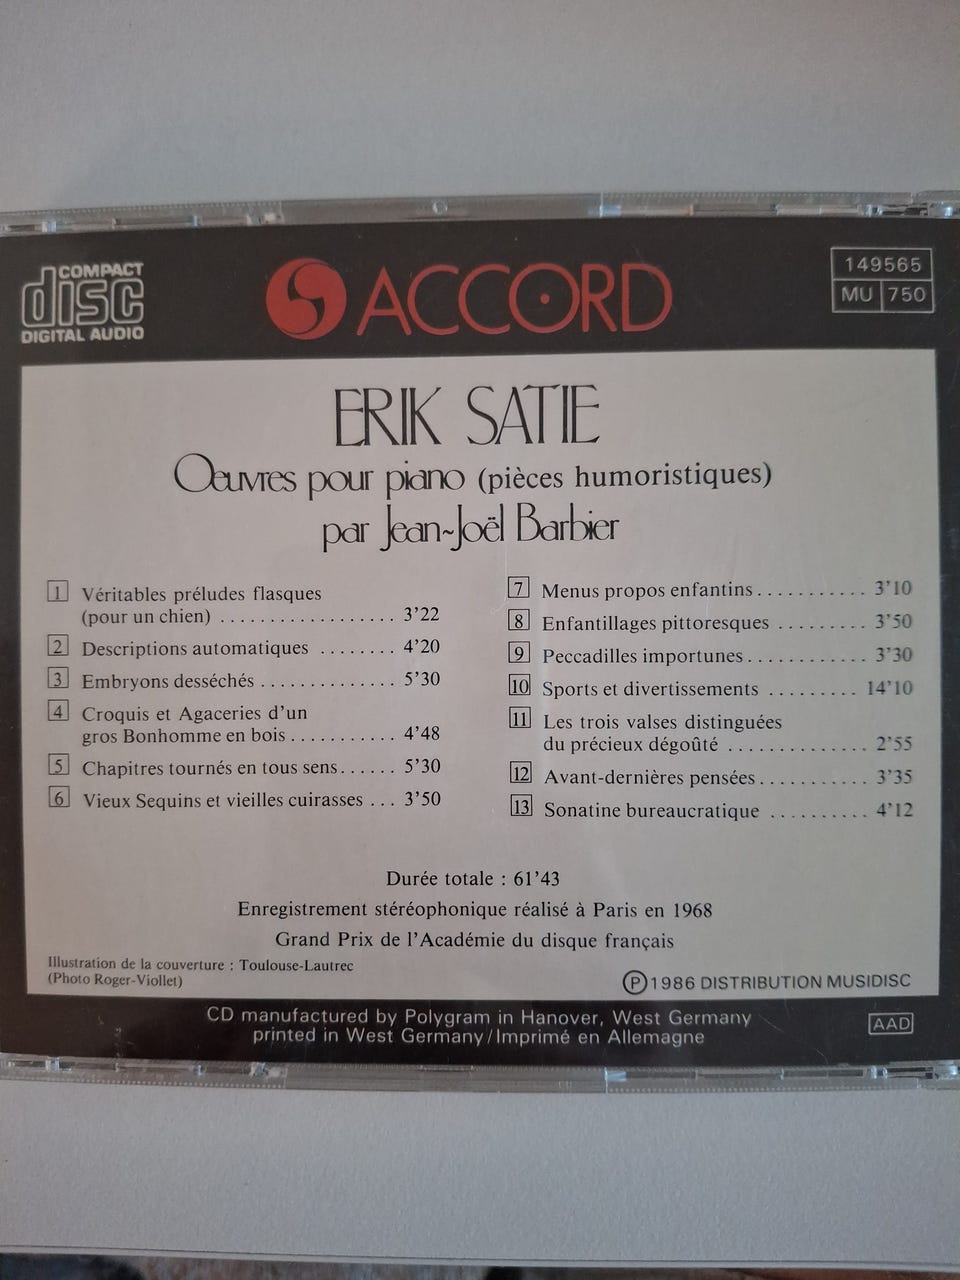 COMPACT
disc
DIGITAL AUDIO
ACCORD
149565
MU 750
ERIK SATIE
Oeuvres pour piano (pièces humoristiques)
par Jean-Joël Barbier
1 Véritables préludes flasques
(pour un chien) .................. 3'22
2 Descriptions automatiques ........ 4'20
3 Embryons desséchés .............. 5'30
4 Croquis et Agaceries d'un
gros Bonhomme en bois ........... 4'48
5 Chapitres tournés en tous sens...... 5'30
6 Vieux Sequins et vieilles cuirasses ... 3'50
7 Menus propos enfantins........... 3'10
8 Enfantillages pittoresques ......... 3'50
9 Peccadilles importunes............ 3'30
10 Sports et divertissements ......... 14'10
11 Les trois valses distinguées
du précieux dégoûté .............. 2'55
12 Avant-dernières pensées........... 3'35
13 Sonatine bureaucratique .......... 4'12
Durée totale : 61'43
Enregistrement stéréophonique réalisé à Paris en 1968
Grand Prix de l'Académie du disque français
Illustration de la couverture : Toulouse-Lautrec
(Photo Roger-Viollet)
Ⓟ 1986 DISTRIBUTION MUSIDISC
CD manufactured by Polygram in Hanover, West Germany
printed in West Germany/Imprimé en Allemagne
AAD